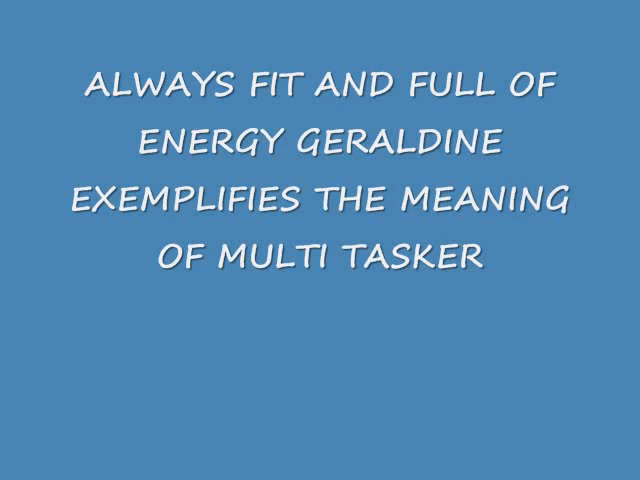 ALWAYS FIT AND FULL OF
ENERGY GERALDINE
EXEMPLIFIES THE MEANING
OF MULTI TASKER